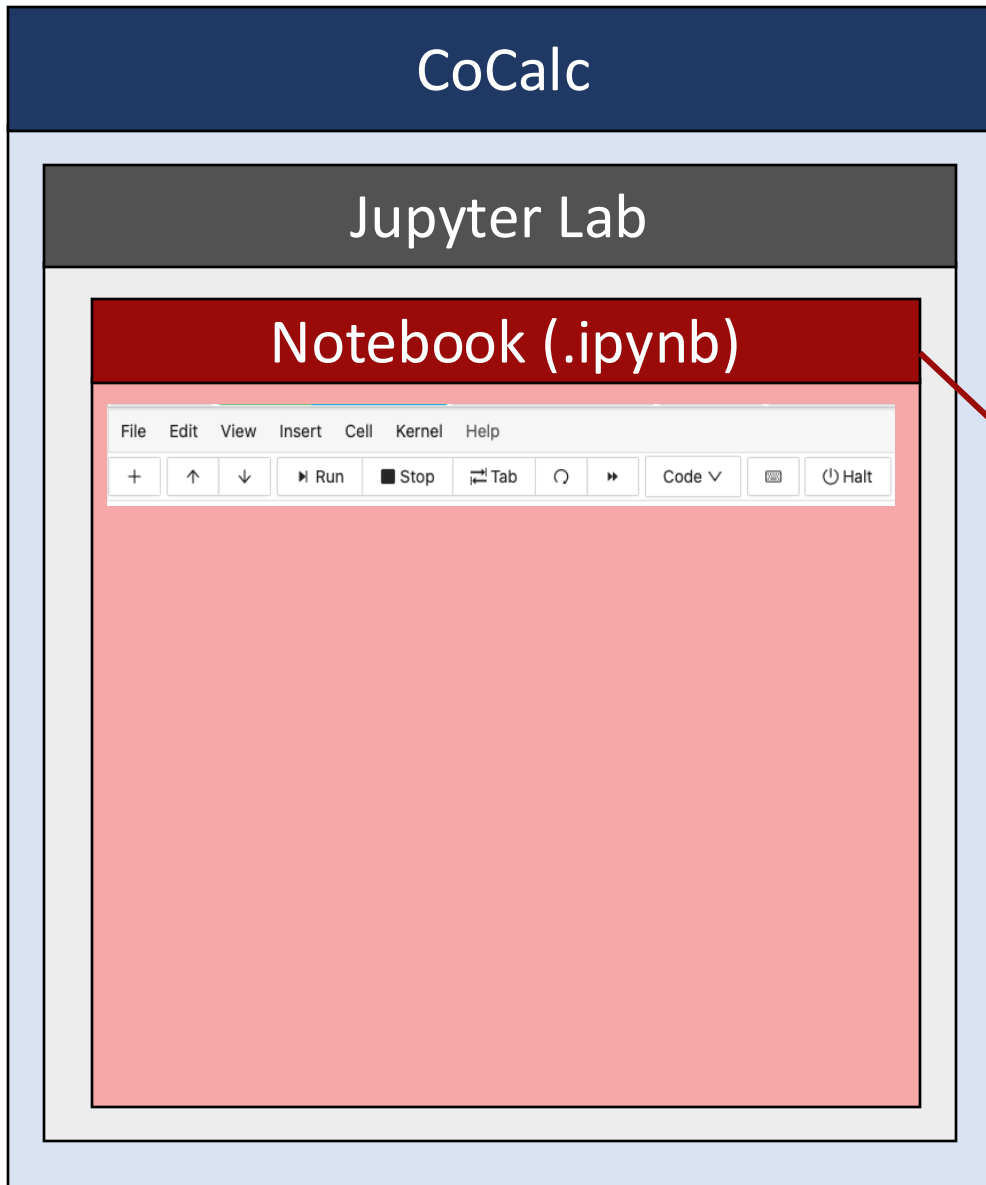 CoCalc
Jupyter Lab
Notebook (.ipynb)
File Edit View Insert Cell Kernel Help
+ ↑ ↓ Run Stop Tab Code Halt